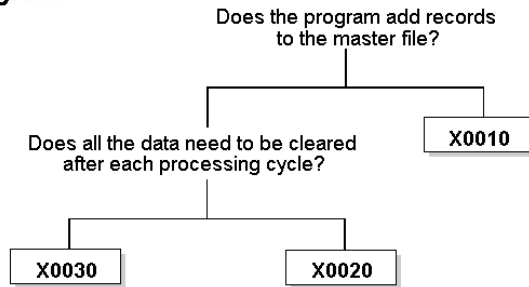 Does the program add records
to the master file?
X0010
Does all the data need to be cleared
after each processing cycle?
X0030
X0020